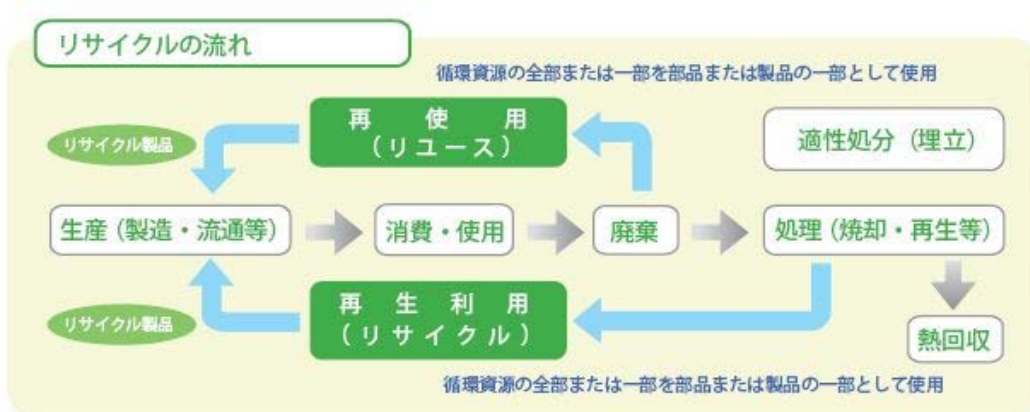 リサイクルの流れ
循環資源の全部または一部を部品または製品の一部として使用
再使用
（リユース）
リサイクル製品
適性処分（埋立）
生産（製造・流通等）
消費・使用
廃棄
処理（焼却・再生等）
リサイクル製品
再生利用
（リサイクル）
熱回収
循環資源の全部または一部を部品または製品の一部として使用